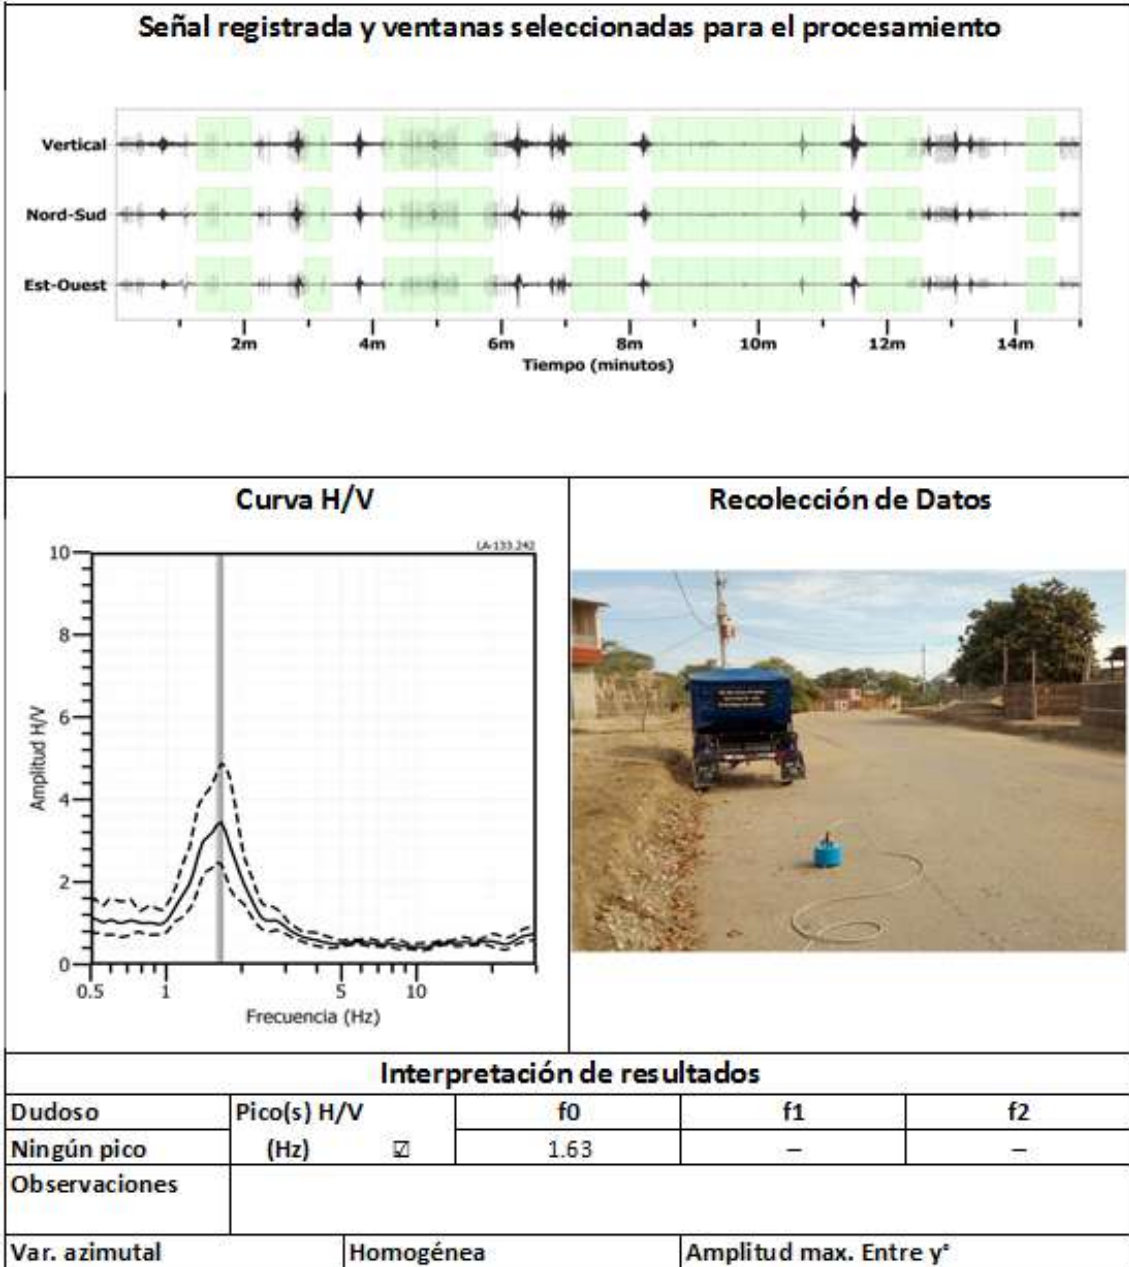 Señal registrada y ventanas seleccionadas para el procesamiento
Vertical
Nord-Sud
Est-Ouest
2m 4m 6m 8m 10m 12m 14m
Tiempo (minutos)
Curva H/V
Recolección de Datos
LA-133.242
10
8
6
4
2
0
Amplitud H/V
0.5 1 5 10
Frecuencia (Hz)
Interpretación de resultados
Dudoso Pico(s) H/V f0 f1 f2
Ningún pico (Hz) ☑ 1.63 – –
Observaciones
Var. azimutal Homogénea Amplitud max. Entre y°